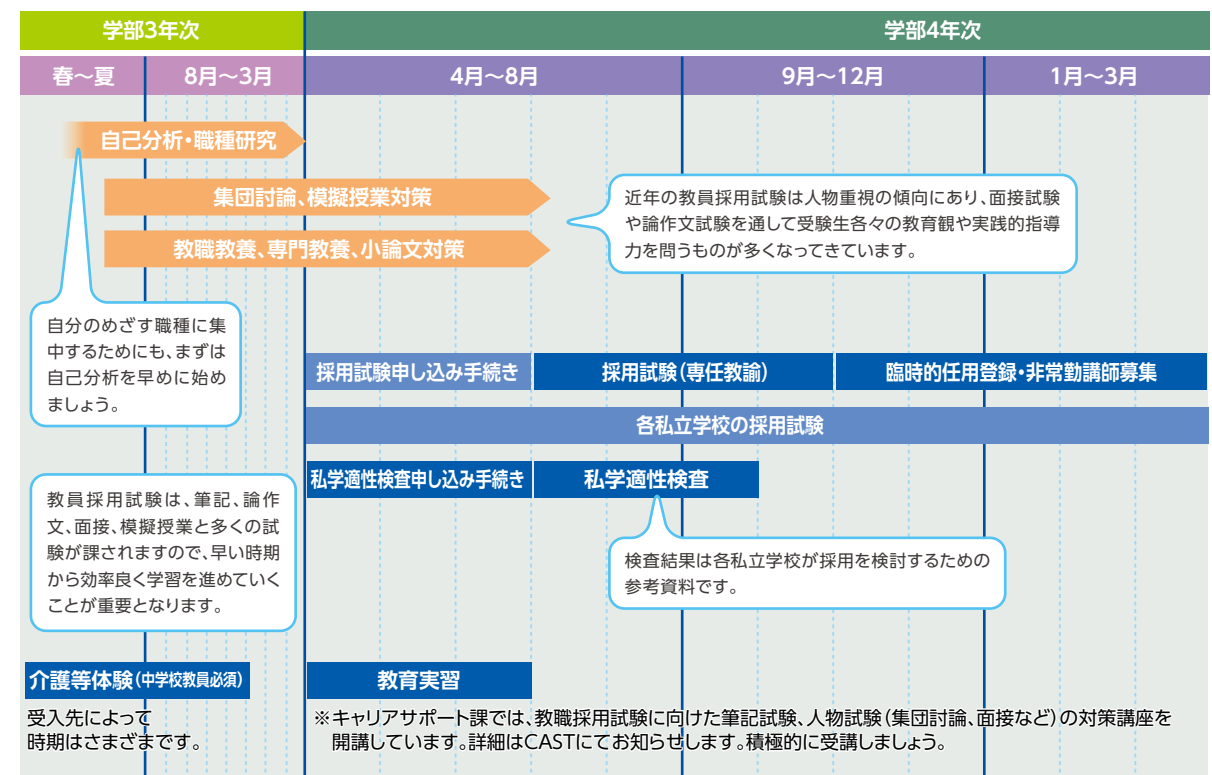 学部3年次
学部4年次
春〜夏
8月〜3月
4月〜8月
9月〜12月
1月〜3月
自己分析・職種研究
集団討論、模擬授業対策
教職教養、専門教養、小論文対策
近年の教員採用試験は人物重視の傾向にあり、面接試験
や論作文試験を通して受験生各々の教育観や実践的指導
力を問うものが多くなってきています。
自分のめざす職種に集
中するためにも、まずは
自己分析を早めに始め
ましょう。
採用試験申し込み手続き
採用試験(専任教諭)
臨時的任用登録・非常勤講師募集
各私立学校の採用試験
私学適性検査申し込み手続き
私学適性検査
教員採用試験は、筆記、論作
文、面接、模擬授業と多くの試
験が課されますので、早い時期
から効率良く学習を進めていく
ことが重要となります。
検査結果は各私立学校が採用を検討するための
参考資料です。
介護等体験(中学校教員必須)
受入先によって
時期はさまざまです。
教育実習
※キャリアサポート課では、教職採用試験に向けた筆記試験、人物試験(集団討論、面接など)の対策講座を
開講しています。詳細はCASTにてお知らせします。積極的に受講しましょう。